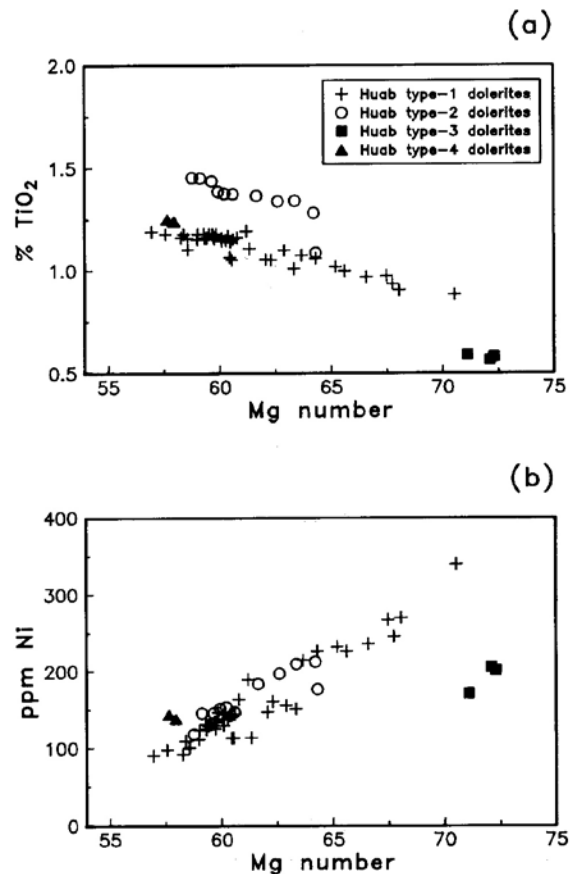 (a)
2.0
1.5
1.0
0.5
% TiO₂
+ Huab type-1 dolerites
○ Huab type-2 dolerites
■ Huab type-3 dolerites
▲ Huab type-4 dolerites
55 60 65 70 75
Mg number
(b)
400
300
200
100
0
ppm Ni
55 60 65 70 75
Mg number